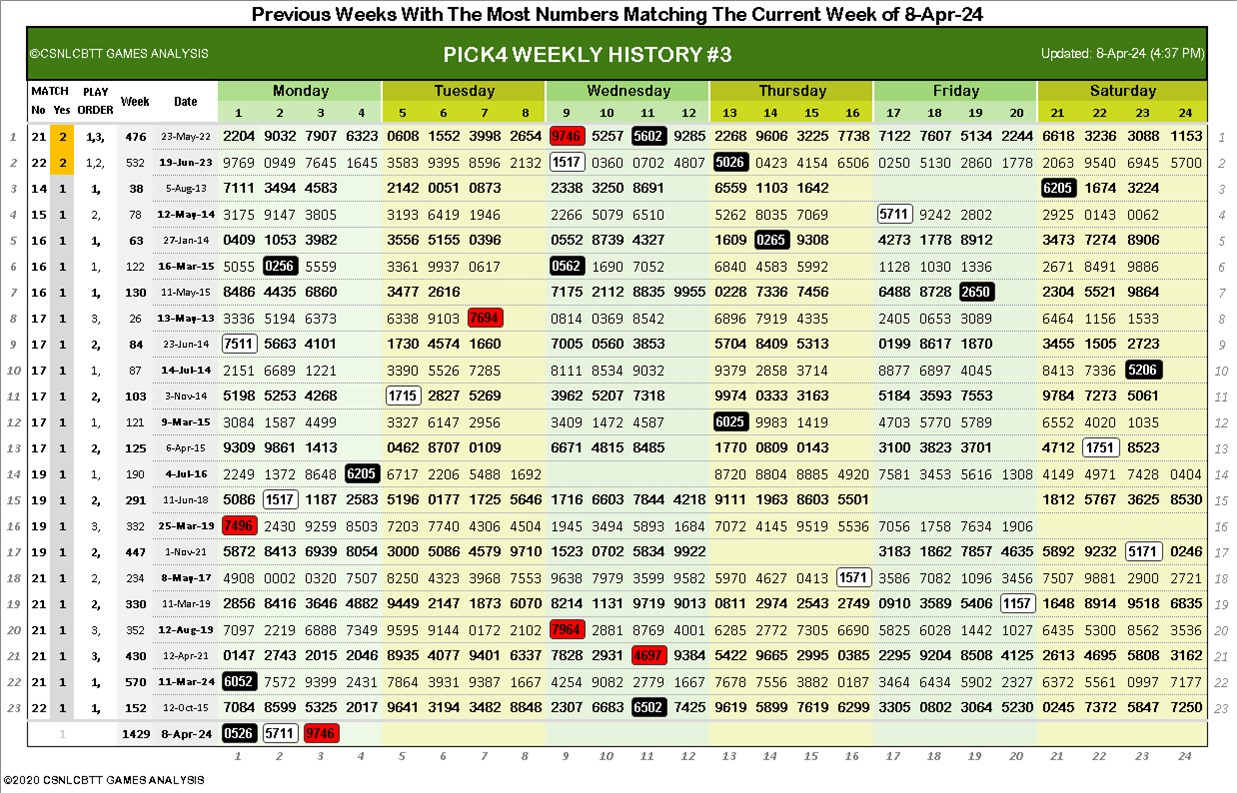 Previous Weeks With The Most Numbers Matching The Current Week of 8-Apr-24
©CSNLCBTT GAMES ANALYSIS PICK4 WEEKLY HISTORY #3 Updated: 8-Apr-24 (4:37 PM)
MATCH PLAY Week Date Monday Tuesday Wednesday Thursday Friday Saturday
No Yes ORDER 1 2 3 4 5 6 7 8 9 10 11 12 13 14 15 16 17 18 19 20 21 22 23 24
1 21 2 1,3, 476 23-May-22 2204 9032 7907 6323 0608 1552 3998 2654 9746 5257 5602 9285 2268 9606 3225 7738 7122 7607 5134 2244 6618 3236 3088 1153 1
2 22 2 1,2, 532 19-Jun-23 9769 0949 7645 1645 3583 9395 8596 2132 1517 0360 0702 4807 5026 0423 4154 6506 0250 5130 2860 1778 2063 9540 6945 5700 2
3 14 1 1, 38 5-Aug-13 7111 3494 4583 2142 0051 0873 2338 3250 8691 6559 1103 1642 6205 1674 3224 3
4 15 1 2, 78 12-May-14 3175 9147 3805 3193 6419 1946 2266 5079 6510 5262 8035 7069 5711 9242 2802 2925 0143 0062 4
5 16 1 1, 63 27-Jan-14 0409 1053 3982 3556 5155 0396 0552 8739 4327 1609 0265 9308 4273 1778 8912 3473 7274 8906 5
6 16 1 1, 122 16-Mar-15 5055 0256 5559 3361 9937 0617 0562 1690 7052 6840 4583 5992 1128 1030 1336 2671 8491 9886 6
7 16 1 1, 130 11-May-15 8486 4435 6860 3477 2616 7175 2112 8835 9955 0228 7336 7456 6488 8728 2650 2304 5521 9864 7
8 17 1 3, 26 13-May-13 3336 5194 6373 6338 9103 7694 0814 0369 8542 6896 7919 4335 2405 0653 3089 6464 1156 1533 8
9 17 1 2, 84 23-Jun-14 7511 5663 4101 1730 4574 1660 7005 0560 3853 5704 8409 5313 0199 8617 1870 3455 1505 2723 9
10 17 1 1, 87 14-Jul-14 2151 6689 1221 3390 5526 7285 8111 8534 9032 9379 2858 3714 8877 6897 4045 8413 7336 5206 10
11 17 1 2, 103 3-Nov-14 5198 5253 4268 1715 2827 5269 3962 5207 7318 9974 0333 3163 5184 3593 7553 9784 7273 5061 11
12 17 1 1, 121 9-Mar-15 3084 1587 4499 3327 6147 2956 3409 1472 4587 6025 9983 1419 4703 5770 5789 6552 4020 1035 12
13 17 1 2, 125 6-Apr-15 9309 9861 1413 0462 8707 0109 6671 4815 8485 1770 0809 0143 3100 3823 3701 4712 1751 8523 13
14 19 1 1, 190 4-Jul-16 2249 1372 8648 6205 6717 2206 5488 1692 8720 8804 8885 4920 7581 3453 5616 1308 4149 4971 7428 0404 14
15 19 1 2, 291 11-Jun-18 5086 1517 1187 2583 5196 0177 1725 5646 1716 6603 7844 4218 9111 1963 8603 5501 1812 5767 3625 8530 15
16 19 1 3, 332 25-Mar-19 7496 2430 9259 8503 7203 7740 4306 4504 1945 3494 5893 1684 7072 4145 9519 5536 7056 1758 7634 1906 16
17 19 1 2, 447 1-Nov-21 5872 8413 6939 8054 3000 5086 4579 9710 1523 0702 5834 9922 3183 1862 7857 4635 5892 9232 5171 0246 17
18 21 1 2, 234 8-May-17 4908 0002 0320 7507 8250 4323 3968 7553 9638 7979 3599 9582 5970 4627 0413 1571 3586 7082 1096 3456 7507 9881 2900 2721 18
19 21 1 2, 330 11-Mar-19 2856 8416 3646 4882 9449 2147 1873 6070 8214 1131 9719 9013 0811 2974 2543 2749 0910 3589 5406 1157 1648 8914 9518 6835 19
20 21 1 3, 352 12-Aug-19 7097 2219 6888 7349 9595 9144 0172 2102 7964 2881 8769 4001 6285 2772 7305 6690 5825 6028 1442 1027 6435 5300 8562 3536 20
21 21 1 3, 430 12-Apr-21 0147 2743 2015 2046 8935 4077 9401 6337 7828 2931 4697 9384 5422 9665 2995 0385 2295 9204 8508 4125 2613 4695 5808 3162 21
22 21 1 1, 570 11-Mar-24 6052 7572 9399 2431 7864 3931 9387 1667 4254 9082 2779 1667 7678 7556 3882 0187 3464 6434 5902 2327 6372 5561 0997 7177 22
23 22 1 1, 152 12-Oct-15 7084 8599 5325 2017 9641 3194 3482 8848 2307 6683 6502 7425 9619 5899 7619 6299 3305 0802 3064 5230 0245 7372 5847 7250 23
1 1429 8-Apr-24 0526 5711 9746
1 2 3 4 5 6 7 8 9 10 11 12 13 14 15 16 17 18 19 20 21 22 23 24
©2020 CSNLCBTT GAMES ANALYSIS